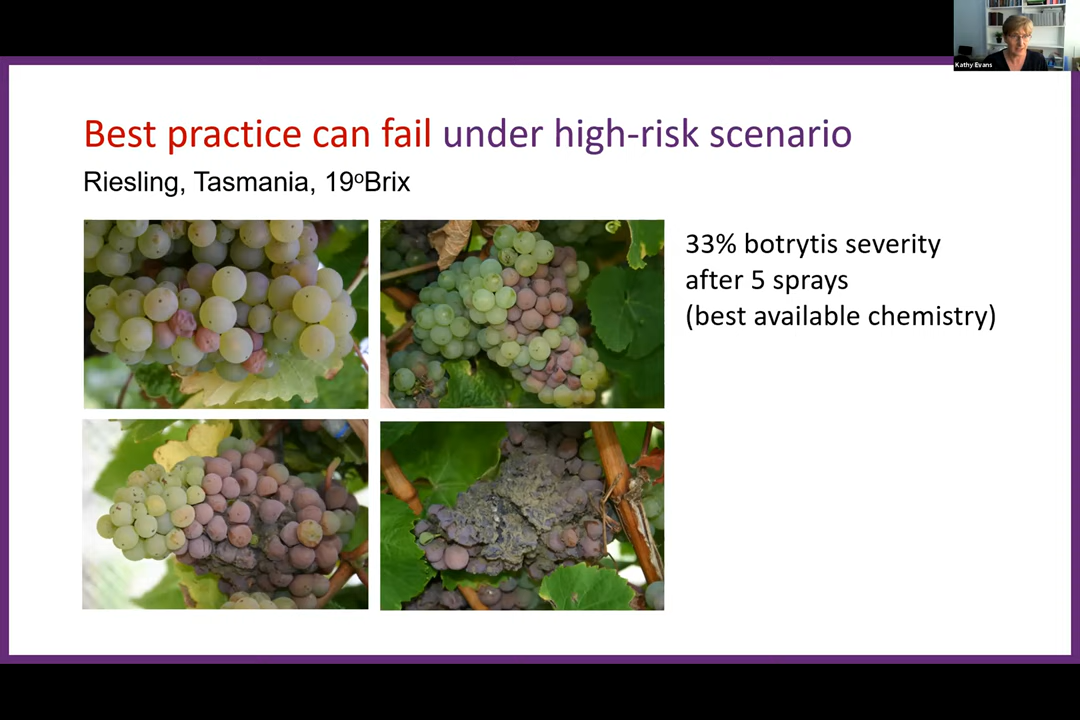 Kathy Evans
Best practice can fail under high-risk scenario
Riesling, Tasmania, 19ºBrix
33% botrytis severity
after 5 sprays
(best available chemistry)